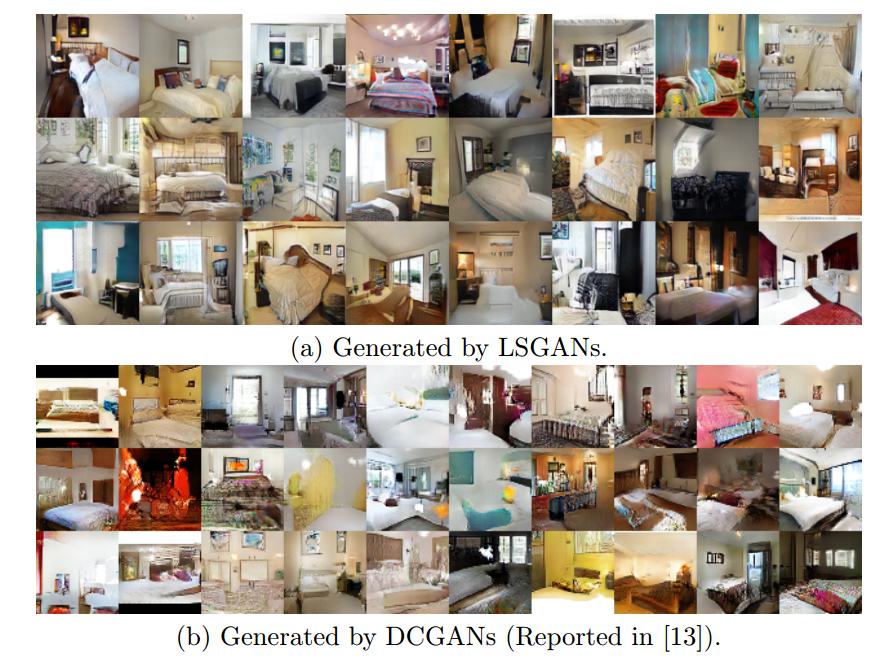 (a) Generated by LSGANs.
(b) Generated by DCGANs (Reported in [13]).